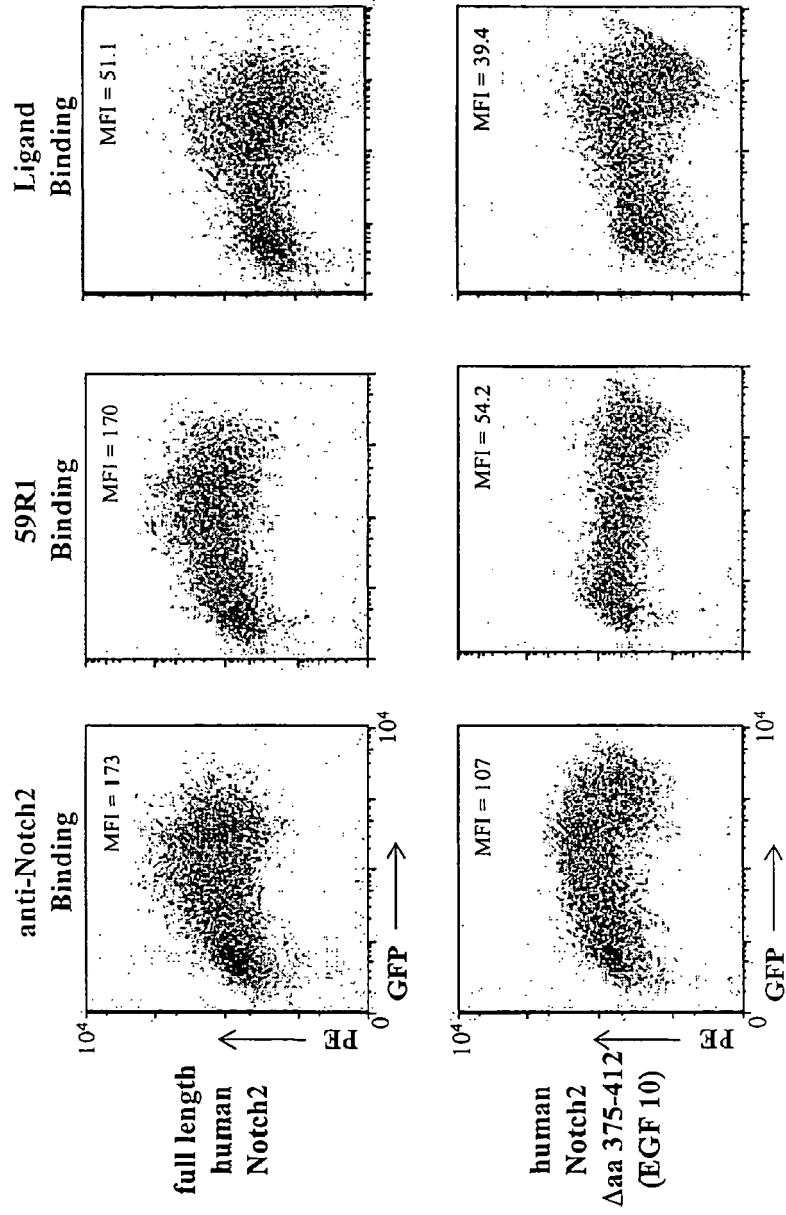 anti-Notch2
Binding
59R1
Binding
Ligand
Binding
full length
human
Notch2
10⁴
PE
MFI = 173
MFI = 170
MFI = 51.1
GFP
10⁴
human
Notch2
Δaa 375-412
(EGF 10)
10⁴
PE
0
MFI = 107
MFI = 54.2
MFI = 39.4
GFP
10⁴
0